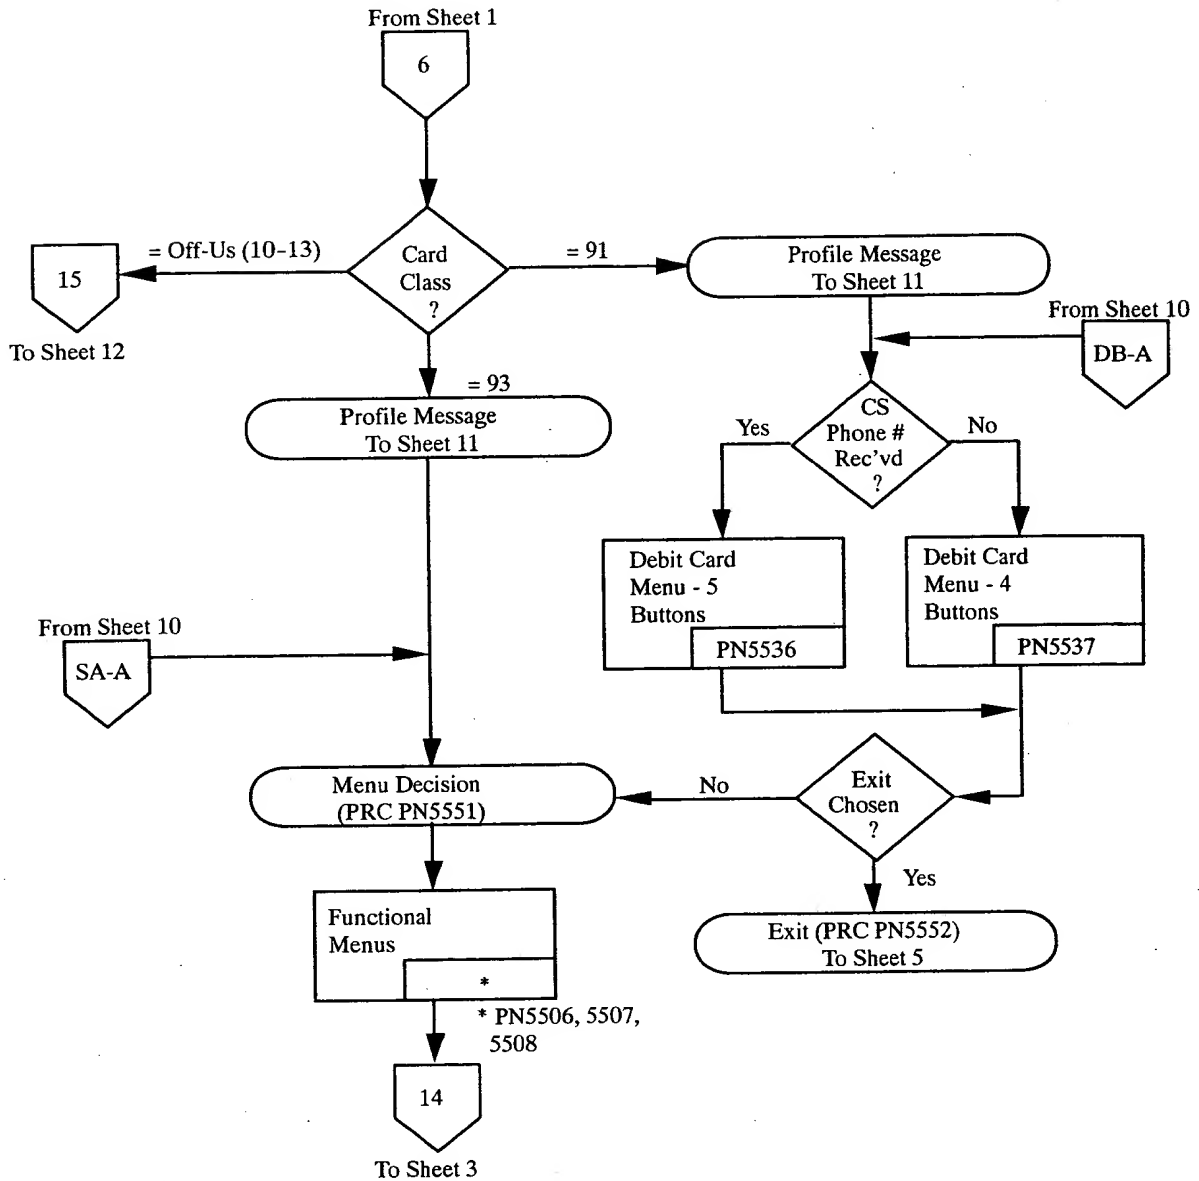 From Sheet 1
6
= Off-Us (10–13)
Card
Class
?
= 91
Profile Message
To Sheet 11
15
To Sheet 12
From Sheet 10
DB-A
= 93
Profile Message
To Sheet 11
CS
Phone #
Rec'vd
?
Yes
No
Debit Card
Menu - 5
Buttons
PN5536
Debit Card
Menu - 4
Buttons
PN5537
From Sheet 10
SA-A
Menu Decision
(PRC PN5551)
No
Exit
Chosen
?
Yes
Functional
Menus
*
* PN5506, 5507,
5508
Exit (PRC PN5552)
To Sheet 5
14
To Sheet 3